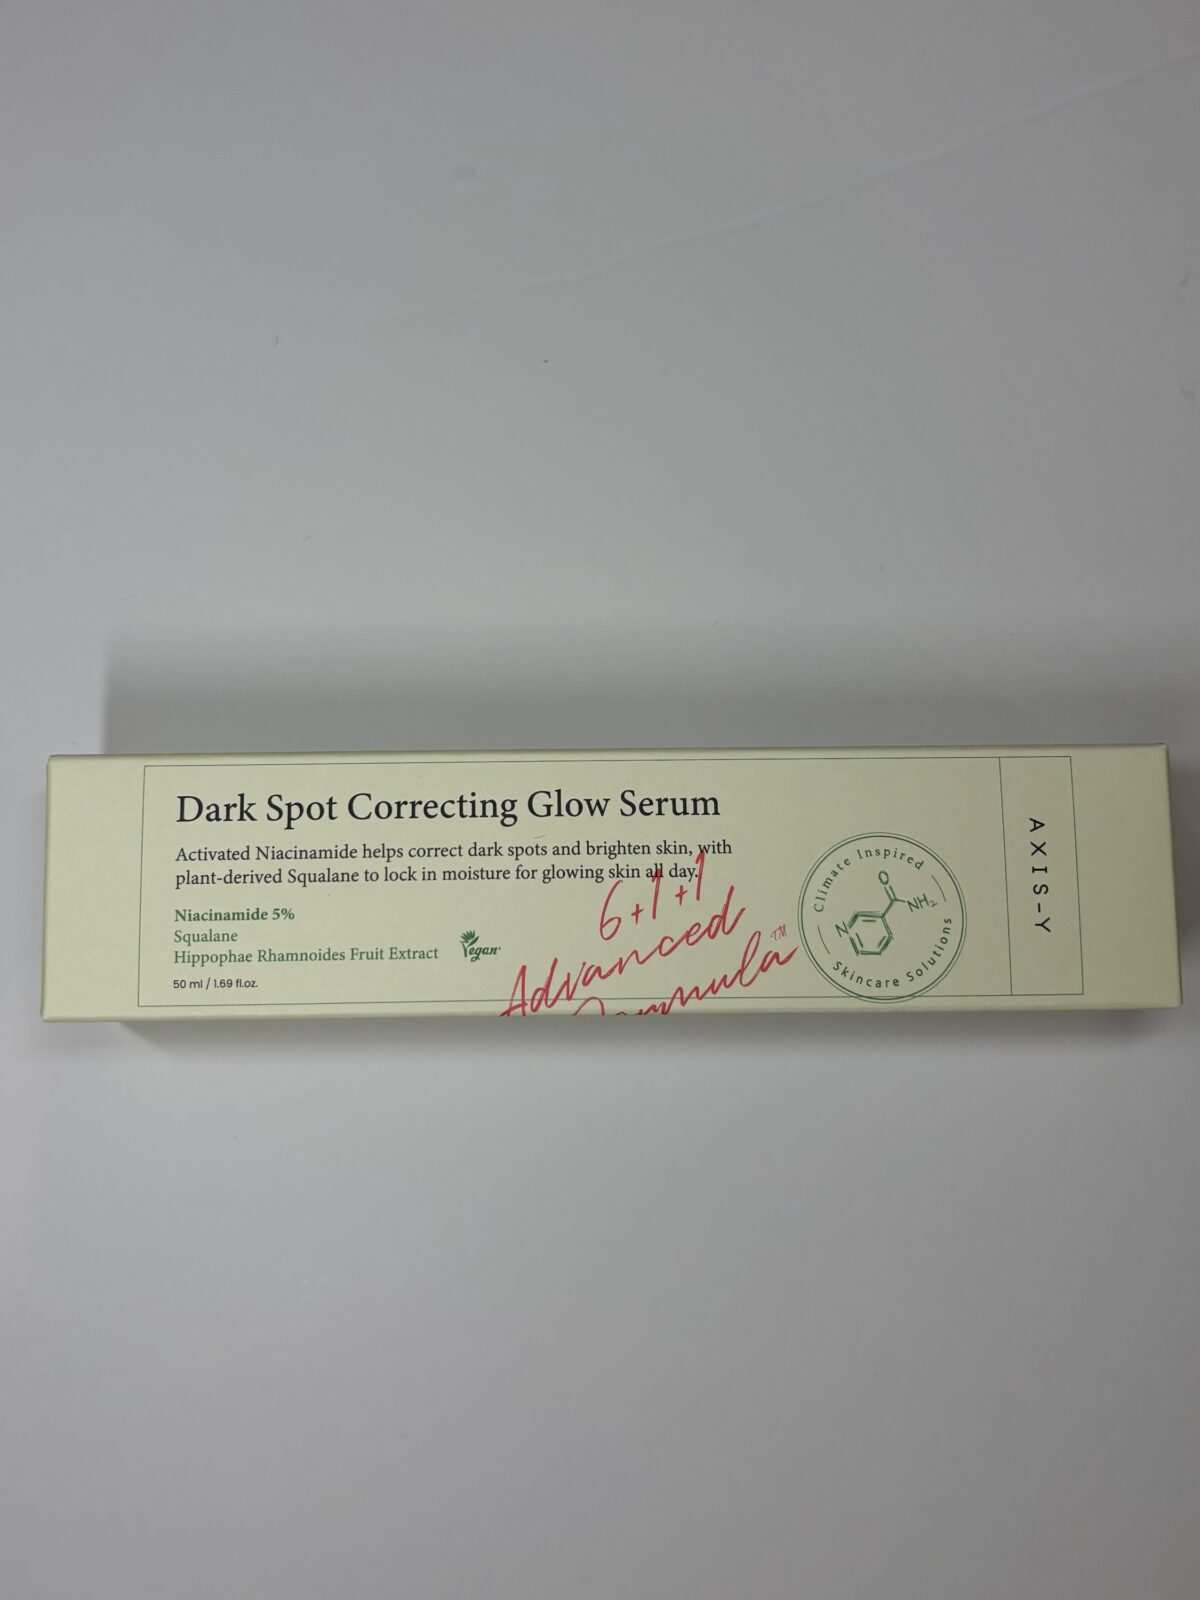 Dark Spot Correcting Glow Serum
Activated Niacinamide helps correct dark spots and brighten skin, with
plant-derived Squalane to lock in moisture for glowing skin all day.
Niacinamide 5%
Squalane
Hippophae Rhamnoides Fruit Extract
Vegan
50 ml / 1.69 fl.oz.
6+1+1
Advanced
Formula™
Climate Inspired
O
NH2
N
Skincare Solutions
AXIS-Y